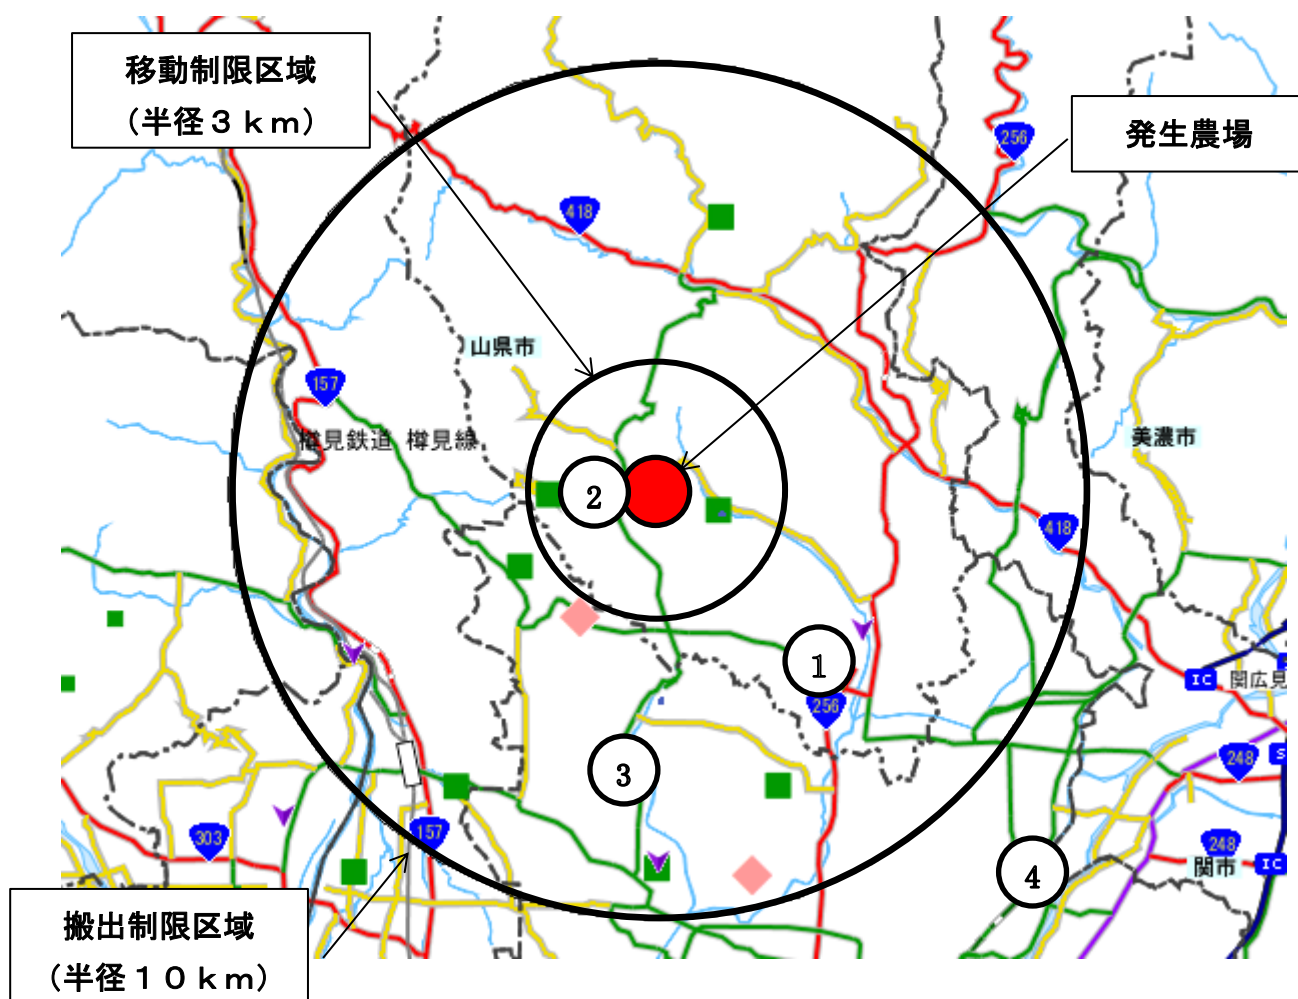 移動制限区域
（半径３ｋｍ）
発生農場
256
418
山県市
157
樽見鉄道 樽見線
美濃市
2
418
1
IC
関広見
256
3
248
S
303
157
248
関市
IC
4
搬出制限区域
（半径１０ｋｍ）